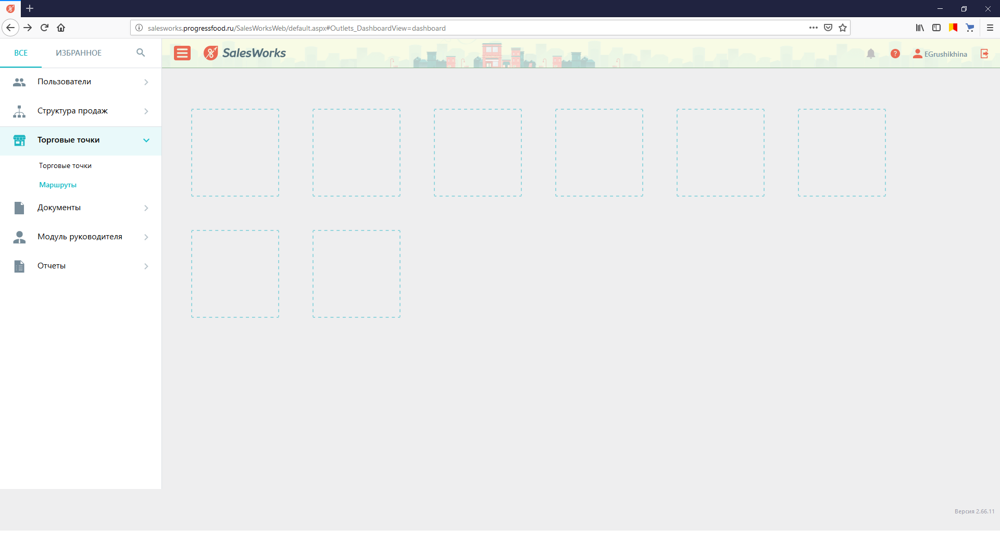 salesworks.progressfood.ru/SalesWorksWeb/default.aspx#Outlets_DashboardView=dashboard
ВСЕ ИЗБРАННОЕ
SalesWorks
? EGrushikhina
Пользователи
Структура продаж
Торговые точки
Торговые точки
Маршруты
Документы
Модуль руководителя
Отчеты
Версия 2.66.11